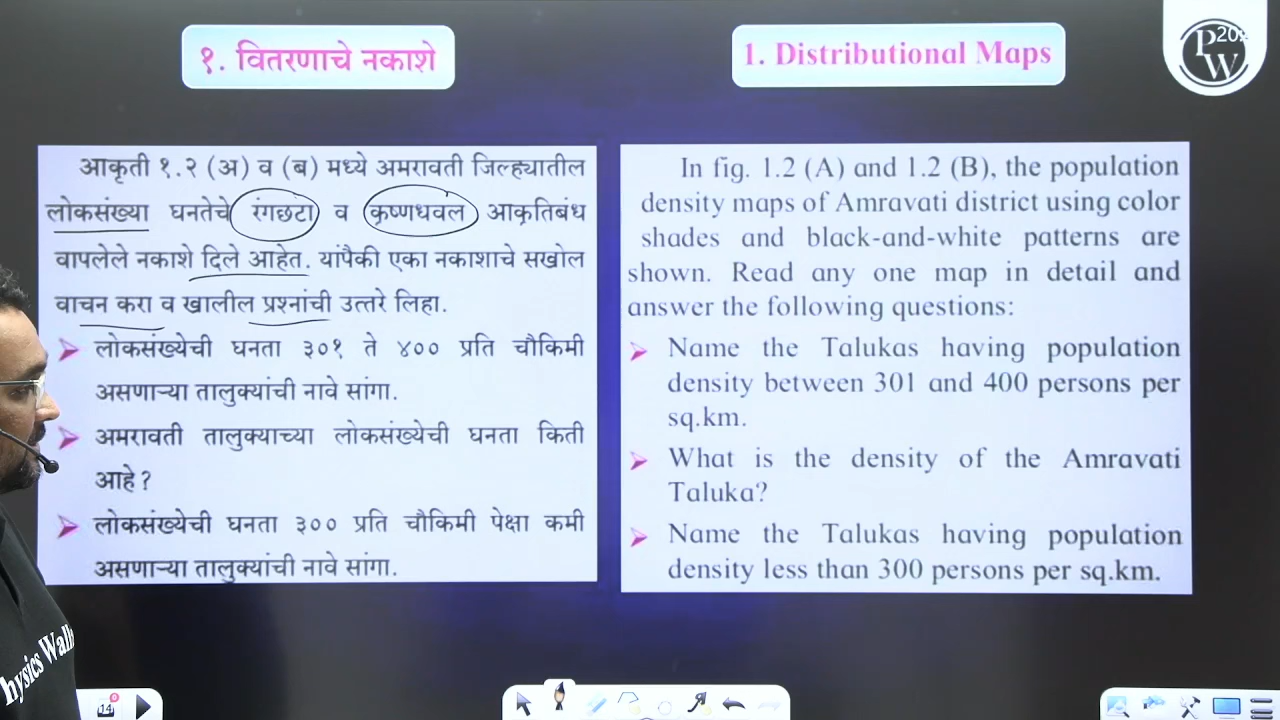 १. वितरणाचे नकाशे
आकृती १.२ (अ) व (ब) मध्ये अमरावती जिल्ह्यातील
लोकसंख्या घनतेचे रंगछटा व कृष्णधवल आकृतिबंध
वापलेले नकाशे दिले आहेत. यांपैकी एका नकाशाचे सखोल
वाचन करा व खालील प्रश्नांची उत्तरे लिहा.
लोकसंख्येची घनता ३०१ ते ४०० प्रति चौकिमी
असणाऱ्या तालुक्यांची नावे सांगा.
अमरावती तालुक्याच्या लोकसंख्येची घनता किती
आहे?
लोकसंख्येची घनता ३०० प्रति चौकिमी पेक्षा कमी
असणाऱ्या तालुक्यांची नावे सांगा.
1. Distributional Maps
In fig. 1.2 (A) and 1.2 (B), the population
density maps of Amravati district using color
shades and black-and-white patterns are
shown. Read any one map in detail and
answer the following questions:
Name the Talukas having population
density between 301 and 400 persons per
sq.km.
What is the density of the Amravati
Taluka?
Name the Talukas having population
density less than 300 persons per sq.km.
PW
hysics Wall
14